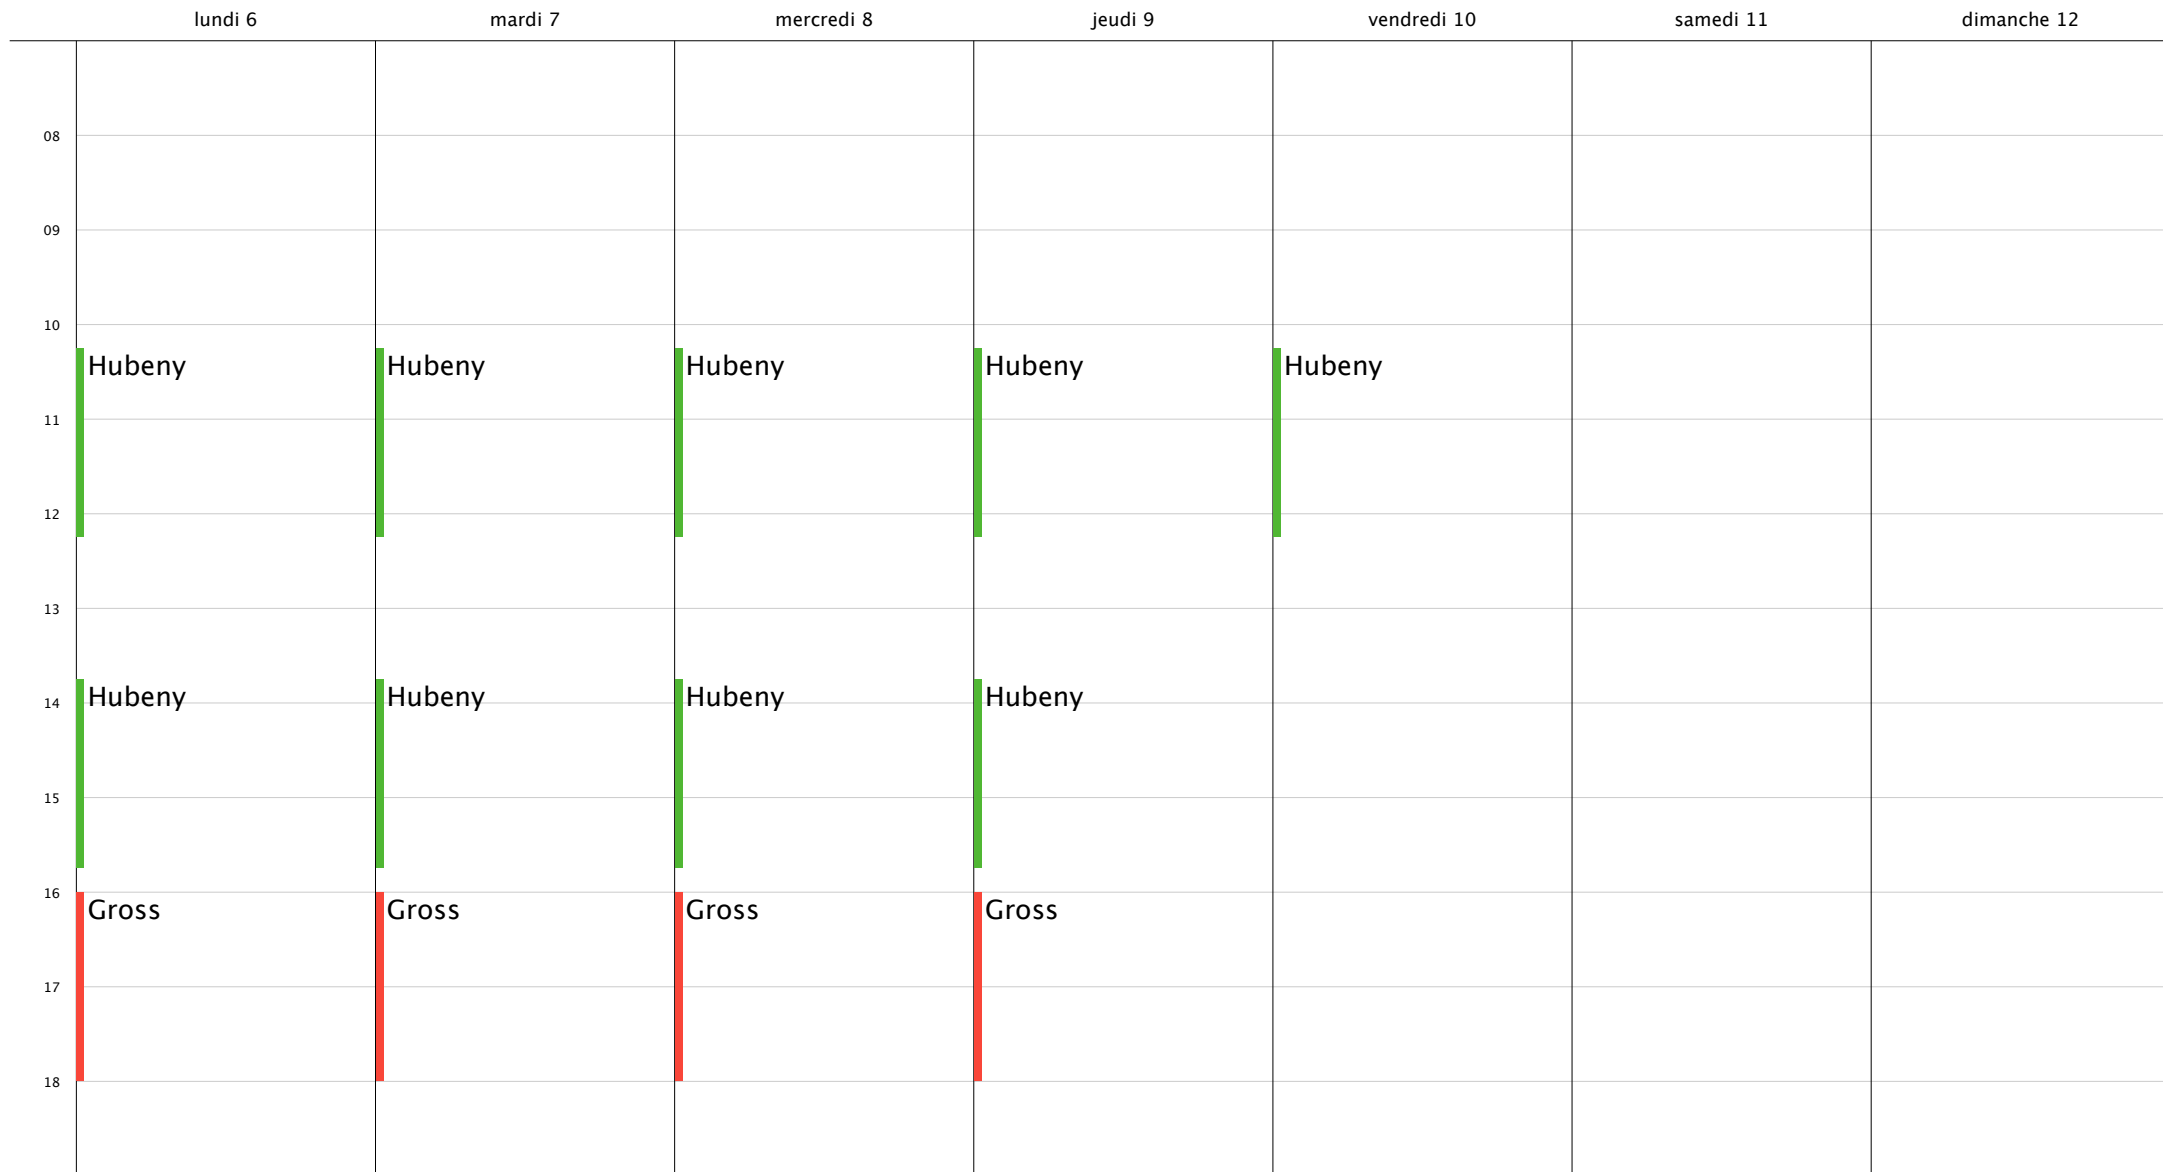 lundi 6 mardi 7 mercredi 8 jeudi 9 vendredi 10 samedi 11 dimanche 12
08
09
10
Hubeny Hubeny Hubeny Hubeny Hubeny
11
12
13
14 Hubeny Hubeny Hubeny Hubeny
15
16
Gross Gross Gross Gross
17
18